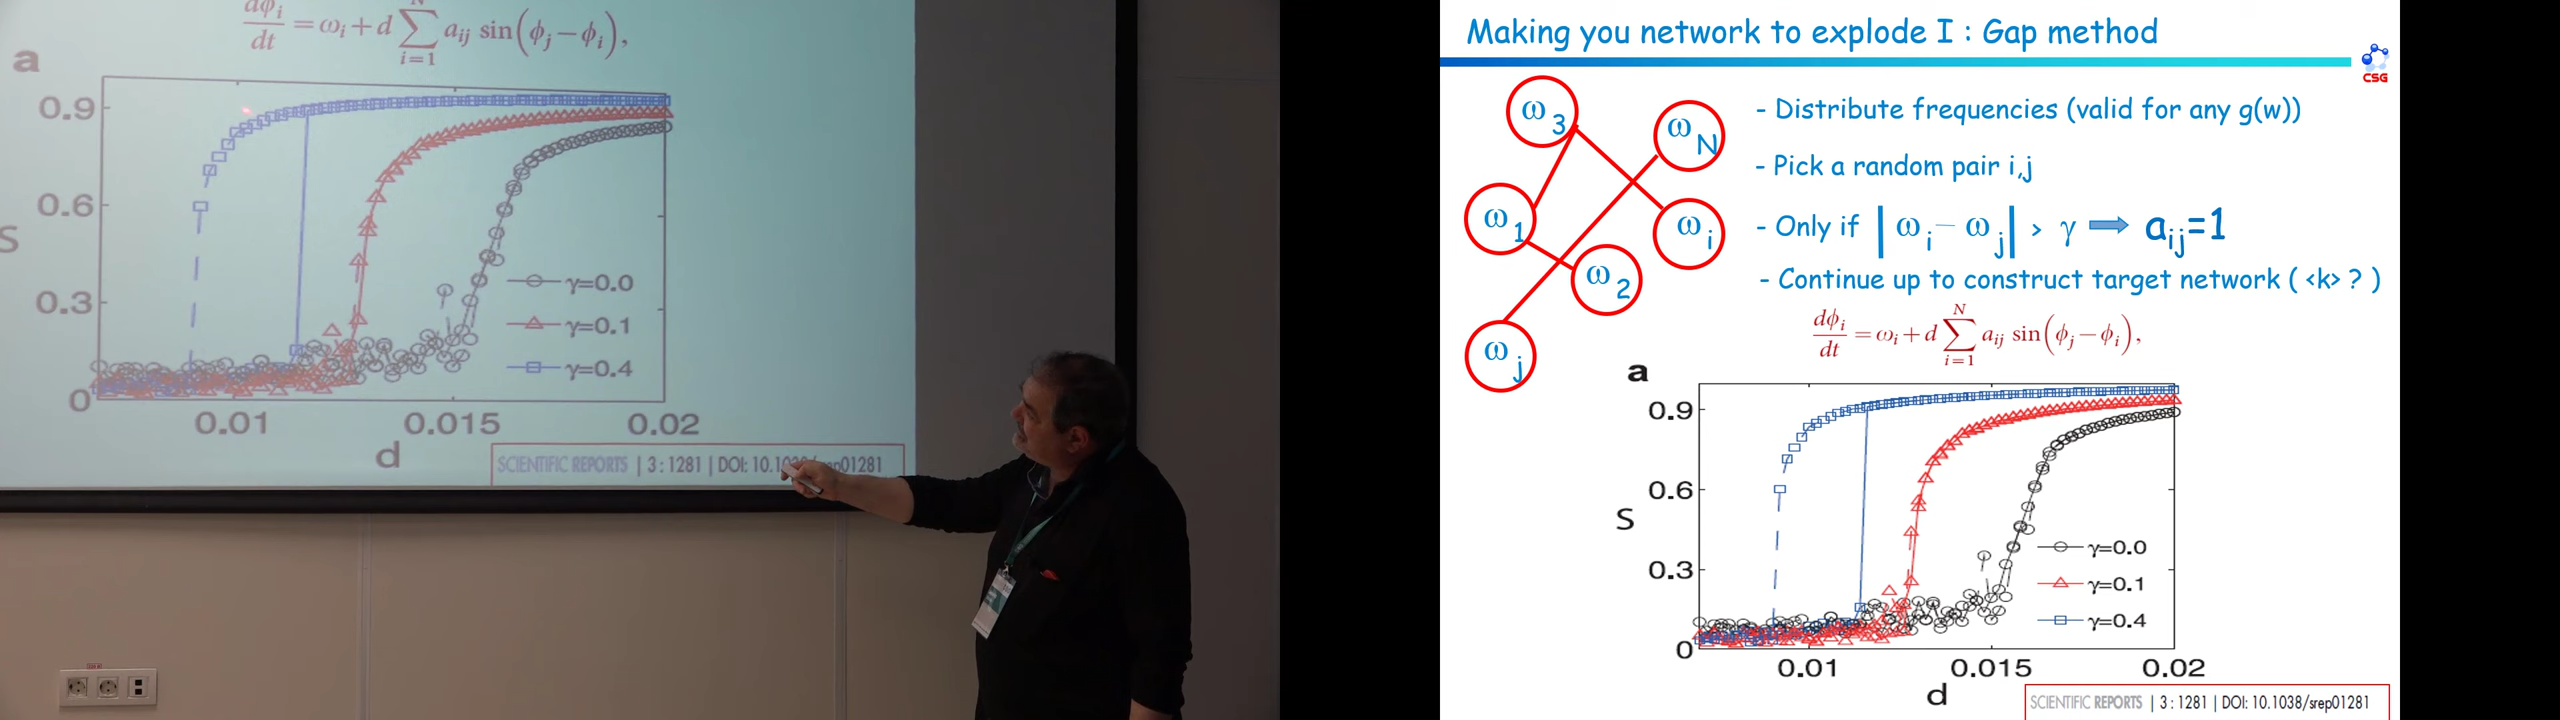 dφi/dt = ωi + d ∑ i=1 N aij sin(φj − φi),
a
0.9
0.6
S
0.3
0
γ=0.0
γ=0.1
γ=0.4
0.01 0.015 0.02
d
SCIENTIFIC REPORTS | 3 : 1281 | DOI: 10.1038/srep01281
Making you network to explode I : Gap method
CSG
ω3
ωN
ω1
ωi
ω2
ωj
- Distribute frequencies (valid for any g(w))
- Pick a random pair i,j
- Only if | ωi − ωj | > γ ⇒ aij=1
- Continue up to construct target network ( <k> ? )
dφi/dt = ωi + d ∑ i=1 N aij sin(φj − φi),
a
0.9
0.6
S
0.3
0
γ=0.0
γ=0.1
γ=0.4
0.01 0.015 0.02
d
SCIENTIFIC REPORTS | 3 : 1281 | DOI: 10.1038/srep01281